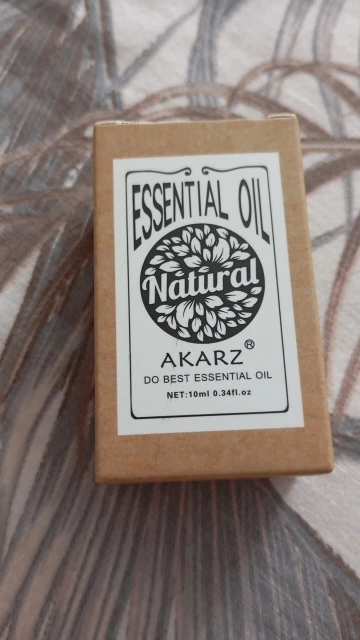 ESSENTIAL OIL
Natural
AKARZ®
DO BEST ESSENTIAL OIL
NET:10ml 0.34fl.oz